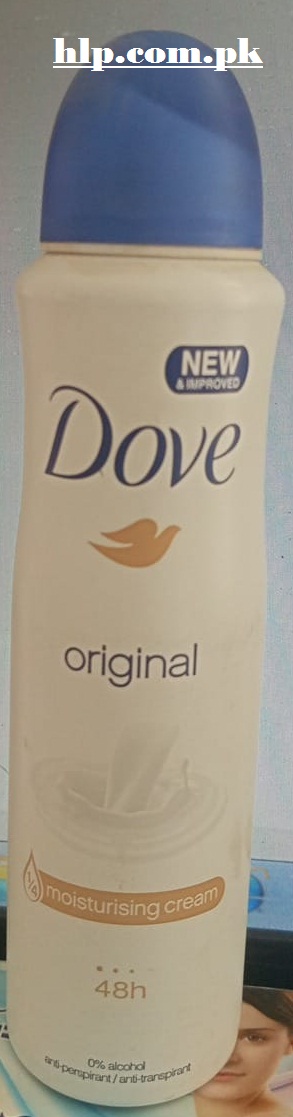 hlp.com.pk
NEW
& IMPROVED
Dove
original
1/4
moisturising cream
48h
0% alcohol
anti-perspirant / anti-transpirant